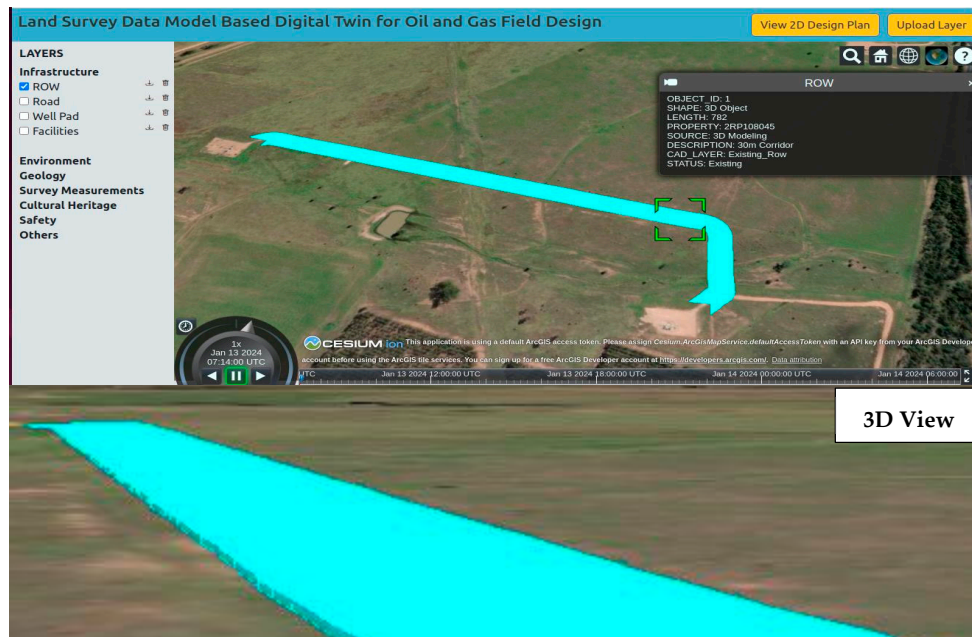 Land Survey Data Model Based Digital Twin for Oil and Gas Field Design
View 2D Design Plan
Upload Layer
LAYERS
Infrastructure
ROW
Road
Well Pad
Facilities
Environment
Geology
Survey Measurements
Cultural Heritage
Safety
Others
?
ROW
OBJECT_ID: 1
SHAPE: 3D Object
LENGTH: 782
PROPERTY: 2RP108045
SOURCE: 3D Modeling
DESCRIPTION: 30m Corridor
CAD_LAYER: Existing_Row
STATUS: Existing
1x
Jan 13 2024
07:14:00 UTC
CESIUM ion This application is using a default ArcGIS access token. Please assign Cesium.ArcGisMapService.defaultAccessToken with an API key from your ArcGIS Develope
account before using the ArcGIS tile services. You can sign up for a free ArcGIS Developer account at https://developers.arcgis.com/. Data attribution
UTC Jan 13 2024 12:00:00 UTC Jan 13 2024 18:00:00 UTC Jan 14 2024 00:00:00 UTC Jan 14 2024 06:00:00
3D View